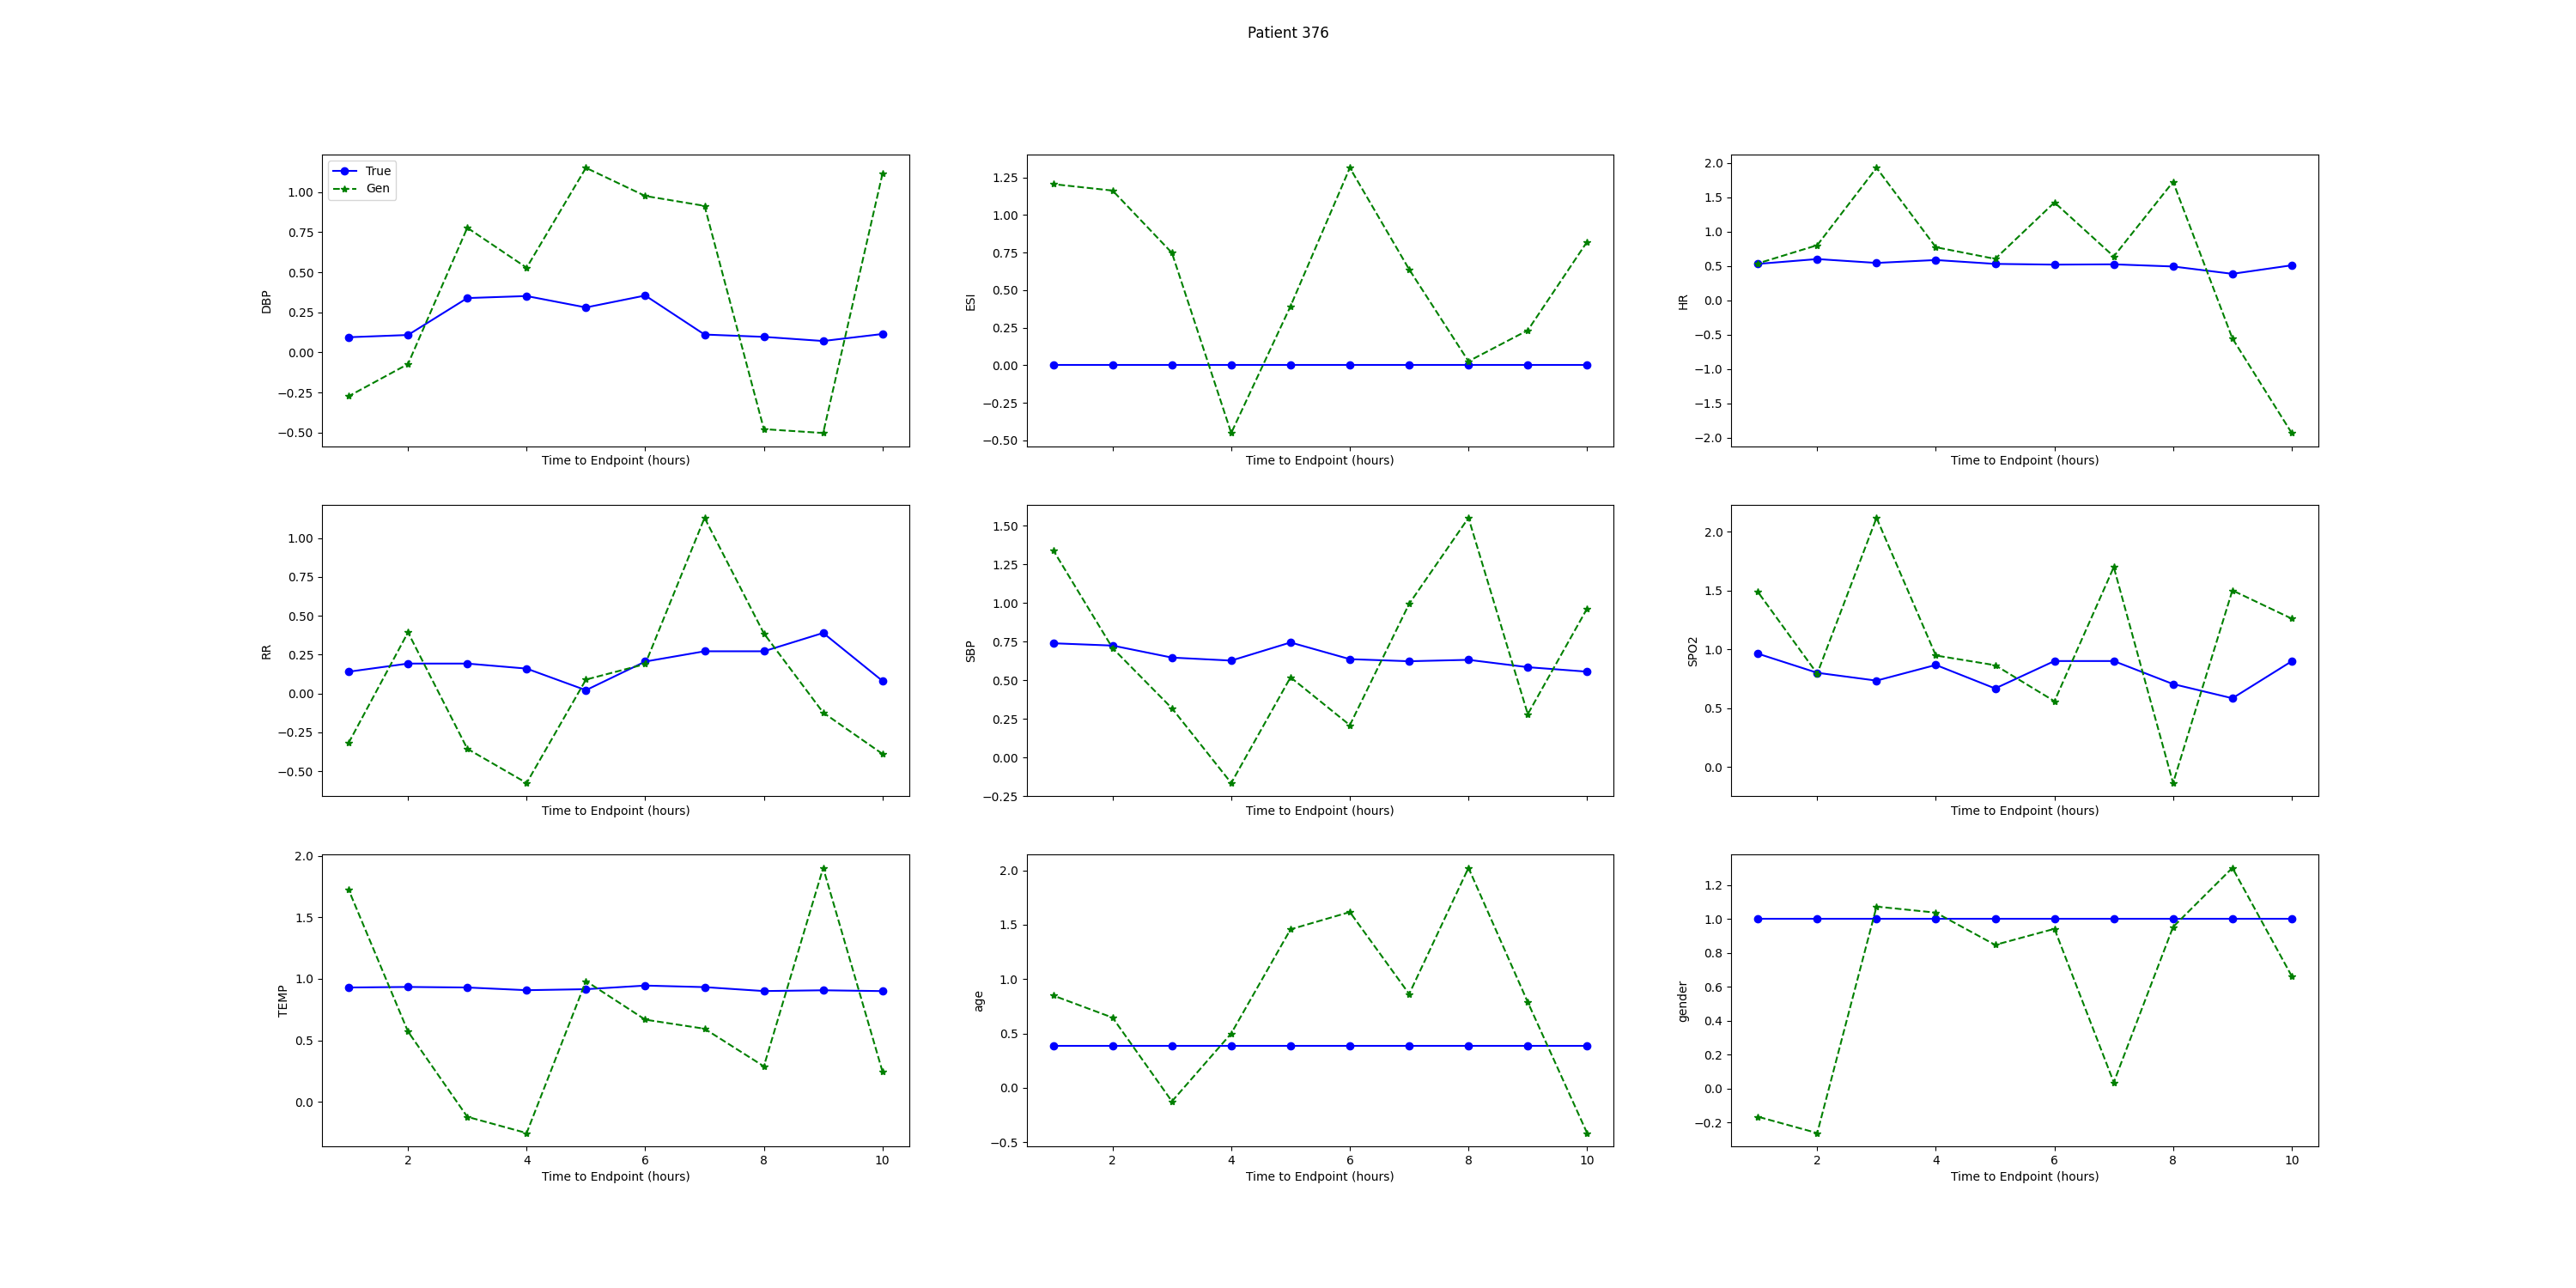 Patient 376
True
Gen
1.00
0.75
0.50
0.25
0.00
−0.25
−0.50
DBP
Time to Endpoint (hours)
1.25
1.00
0.75
0.50
0.25
0.00
−0.25
−0.50
ESI
Time to Endpoint (hours)
2.0
1.5
1.0
0.5
0.0
−0.5
−1.0
−1.5
−2.0
HR
Time to Endpoint (hours)
1.00
0.75
0.50
0.25
0.00
−0.25
−0.50
RR
Time to Endpoint (hours)
1.50
1.25
1.00
0.75
0.50
0.25
0.00
−0.25
SBP
Time to Endpoint (hours)
2.0
1.5
1.0
0.5
0.0
SPO2
Time to Endpoint (hours)
2.0
1.5
1.0
0.5
0.0
TEMP
2 4 6 8 10
Time to Endpoint (hours)
2.0
1.5
1.0
0.5
0.0
−0.5
age
2 4 6 8 10
Time to Endpoint (hours)
1.2
1.0
0.8
0.6
0.4
0.2
0.0
−0.2
gender
2 4 6 8 10
Time to Endpoint (hours)